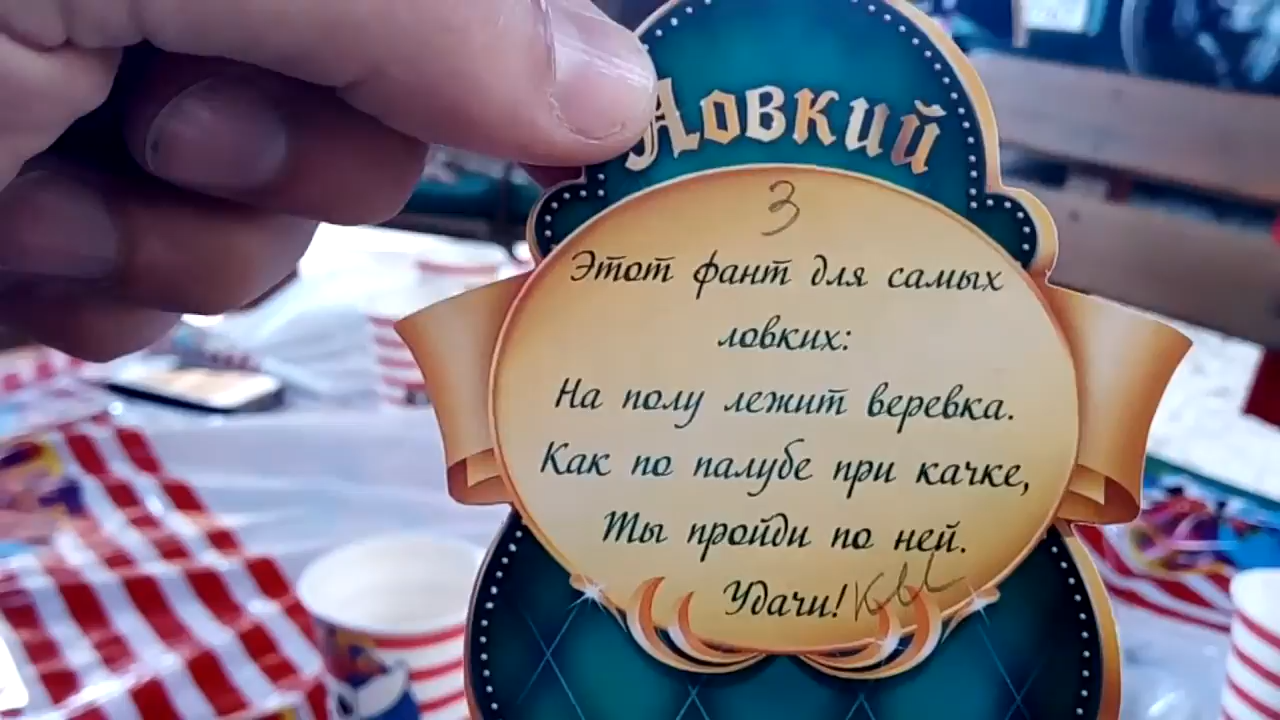 Ловкий
3
Этот фант для самых
ловких:
На полу лежит веревка.
Как по палубе при качке,
Ты пройди по ней.
Удачи! КВЫ